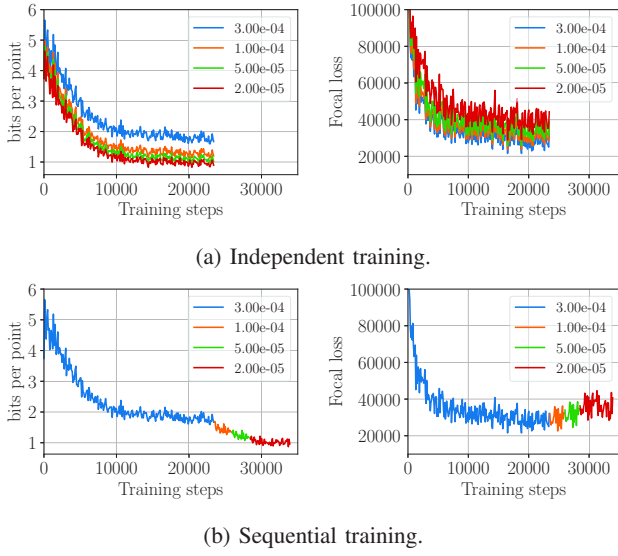 6
5
4
3
2
1
bits per point
3.00e-04
1.00e-04
5.00e-05
2.00e-05
0 10000 20000 30000
Training steps
100000
80000
60000
40000
20000
Focal loss
3.00e-04
1.00e-04
5.00e-05
2.00e-05
0 10000 20000 30000
Training steps
(a) Independent training.
6
5
4
3
2
1
bits per point
3.00e-04
1.00e-04
5.00e-05
2.00e-05
0 10000 20000 30000
Training steps
100000
80000
60000
40000
20000
Focal loss
3.00e-04
1.00e-04
5.00e-05
2.00e-05
0 10000 20000 30000
Training steps
(b) Sequential training.